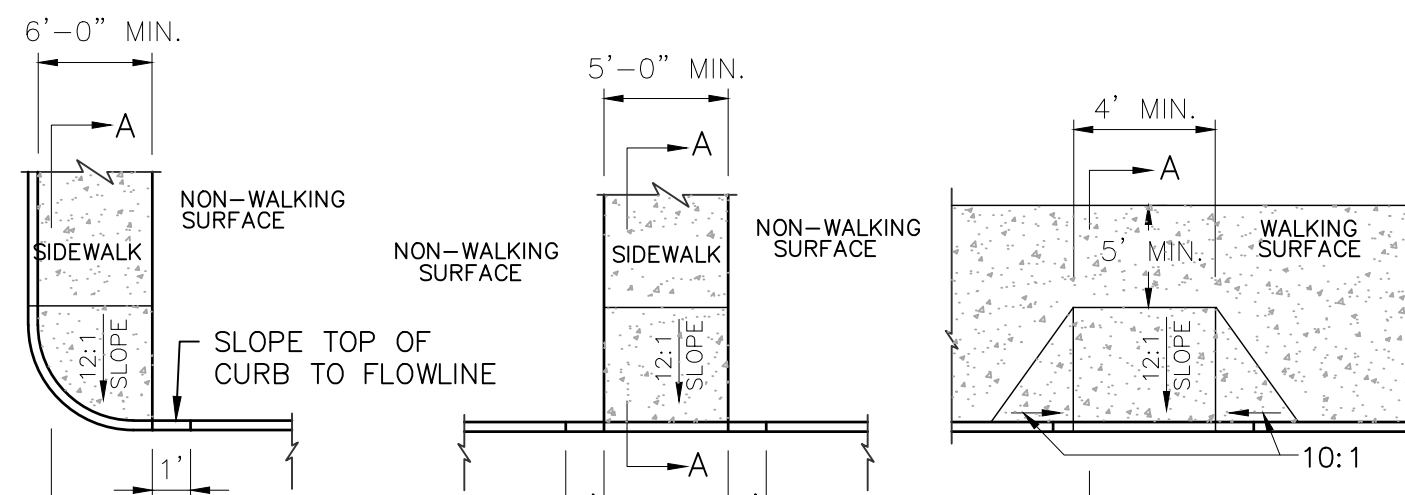 6'-0" MIN.
A
NON-WALKING
SURFACE
SIDEWALK
12:1
SLOPE
SLOPE TOP OF
CURB TO FLOWLINE
1'
5'-0" MIN.
A
NON-WALKING
SURFACE
SIDEWALK
NON-WALKING
SURFACE
12:1
SLOPE
A
4' MIN.
A
5' MIN.
WALKING
SURFACE
12:1
SLOPE
10:1